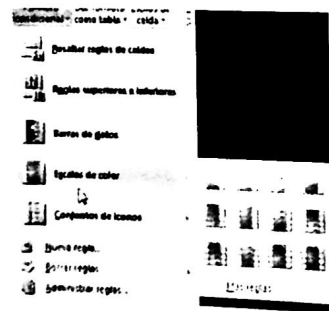 condicional como tabla celda
Resaltar reglas de celdas
Reglas superiores e inferiores
Barras de datos
Escalas de color
Conjuntos de iconos
Nueva regla...
Borrar reglas
Administrar reglas...
Más reglas...